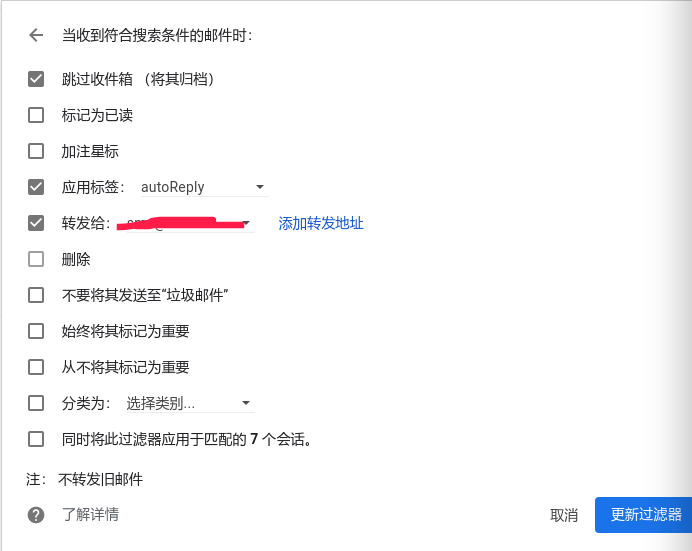 当收到符合搜索条件的邮件时：
跳过收件箱 （将其归档）
标记为已读
加注星标
应用标签： autoReply
转发给： 添加转发地址
删除
不要将其发送至“垃圾邮件”
始终将其标记为重要
从不将其标记为重要
分类为： 选择类别...
同时将此过滤器应用于匹配的 7 个会话。
注： 不转发旧邮件
了解详情 取消 更新过滤器